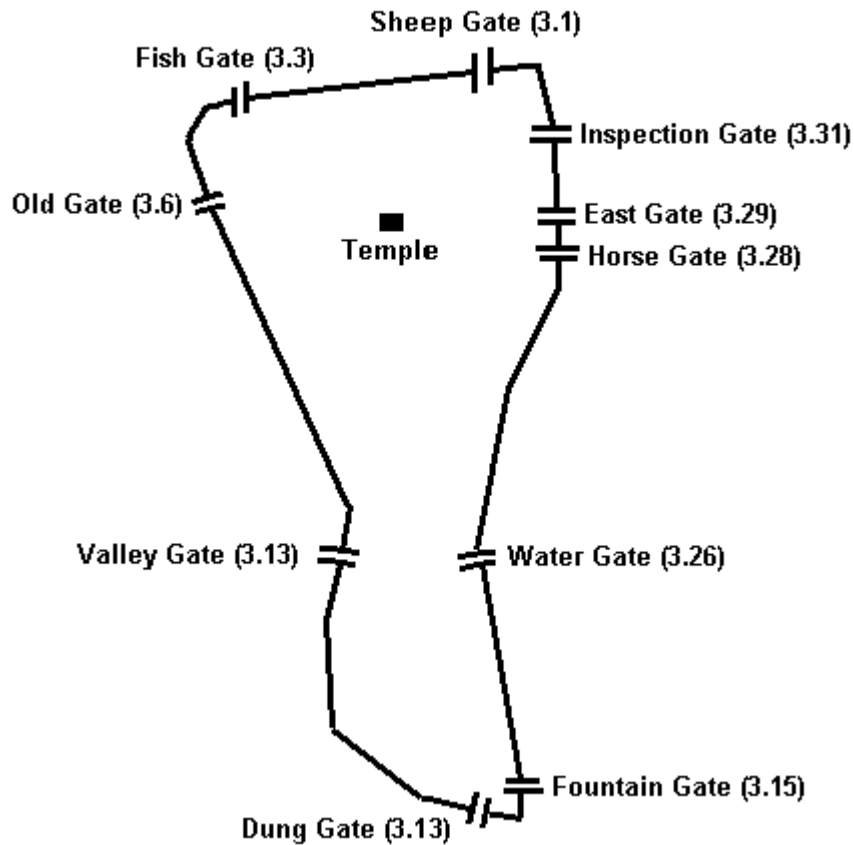 Sheep Gate (3.1)
Fish Gate (3.3)
Inspection Gate (3.31)
Old Gate (3.6)
East Gate (3.29)
Temple
Horse Gate (3.28)
Valley Gate (3.13)
Water Gate (3.26)
Fountain Gate (3.15)
Dung Gate (3.13)